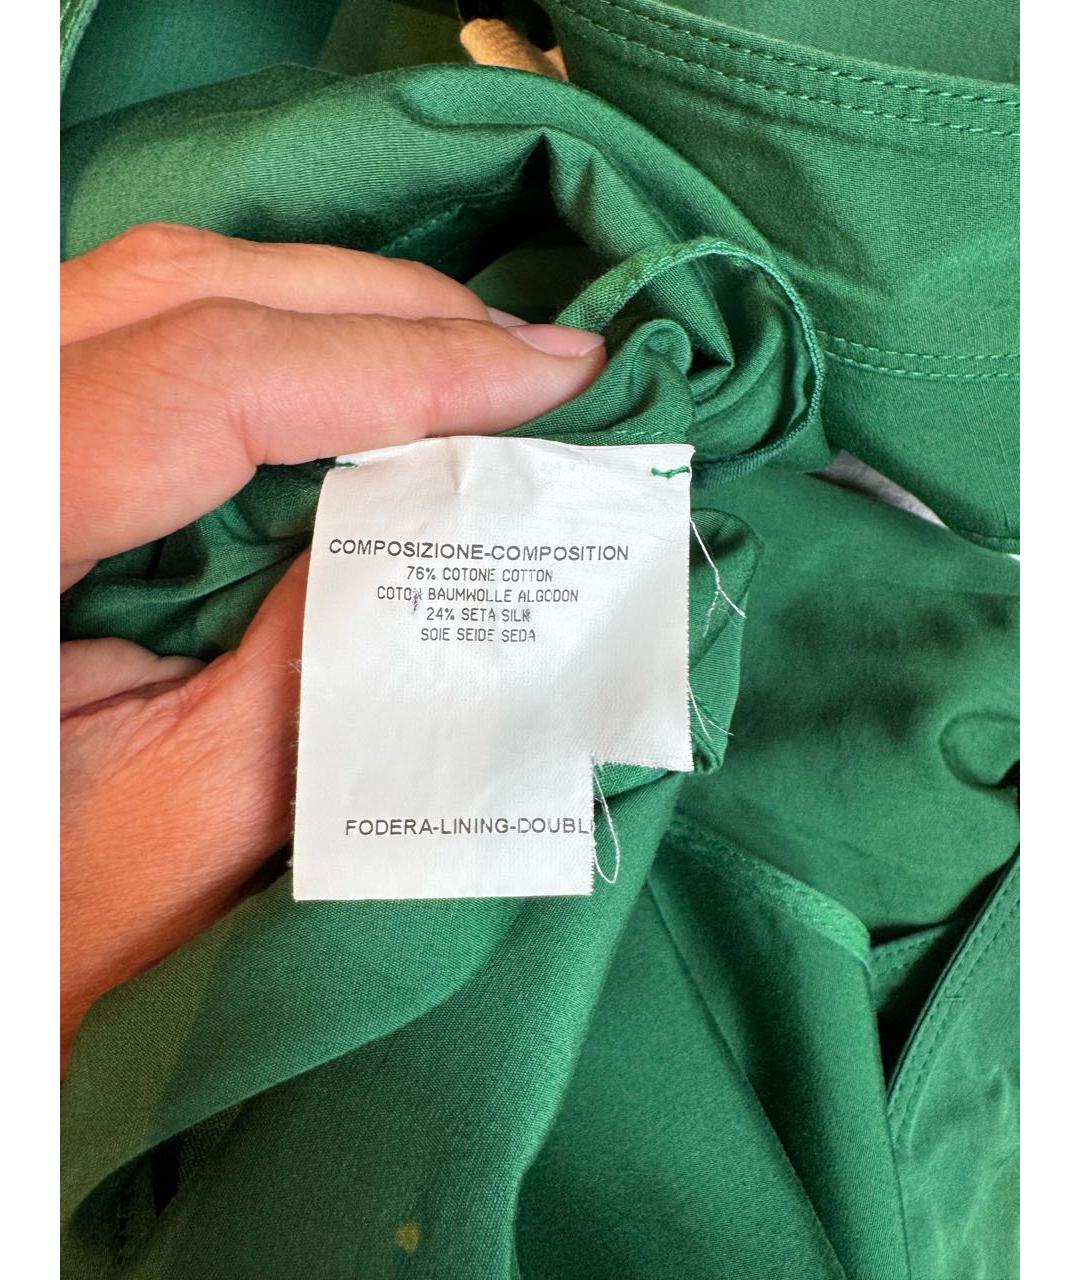 COMPOSIZIONE-COMPOSITION
76% COTONE COTTON
COTON BAUMWOLLE ALGODON
24% SETA SILK
SOIE SEIDE SEDA
FODERA-LINING-DOUBL